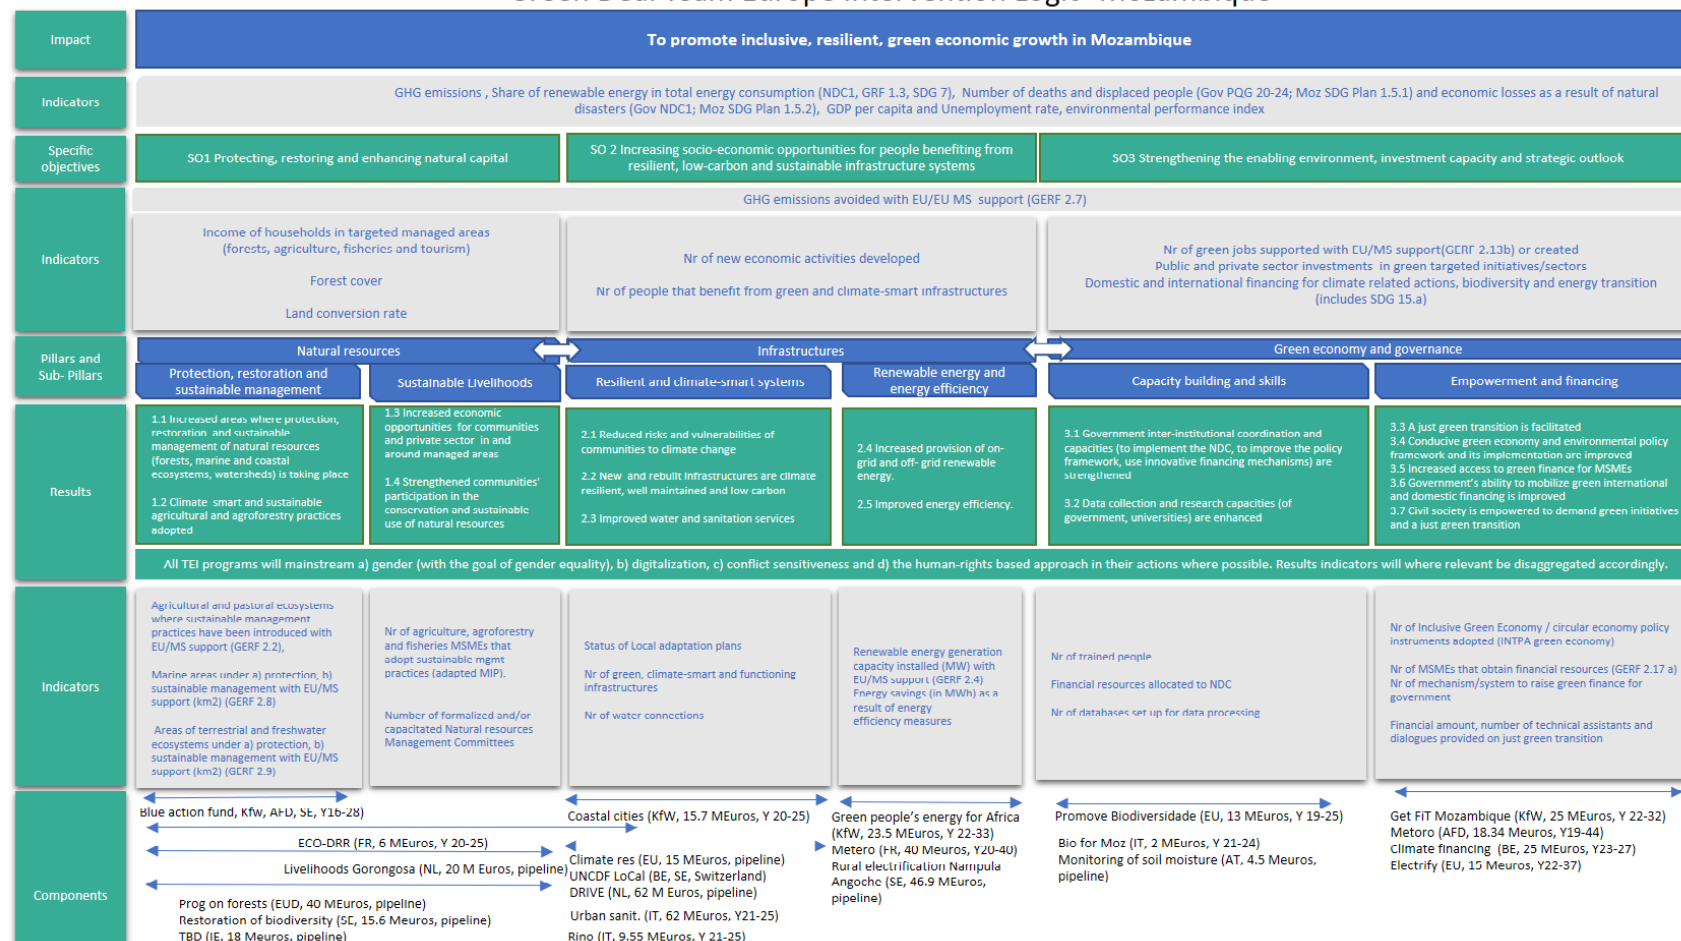 Green Deal Team Europe Intervention Logic Mozambique
Impact
To promote inclusive, resilient, green economic growth in Mozambique
Indicators
GHG emissions , Share of renewable energy in total energy consumption (NDC1, GRF 1.3, SDG 7), Number of deaths and displaced people (Gov PQG 20-24; Moz SDG Plan 1.5.1) and economic losses as a result of natural
disasters (Gov NDC1; Moz SDG Plan 1.5.2), GDP per capita and Unemployment rate, environmental performance index
Specific
objectives
SO1 Protecting, restoring and enhancing natural capital
SO 2 Increasing socio-economic opportunities for people benefiting from
resilient, low-carbon and sustainable infrastructure systems
SO3 Strengthening the enabling environment, investment capacity and strategic outlook
Indicators
GHG emissions avoided with EU/EU MS support (GERF 2.7)
Income of households in targeted managed areas
(forests, agriculture, fisheries and tourism)
Forest cover
Land conversion rate
Nr of new economic activities developed
Nr of people that benefit from green and climate-smart infrastructures
Nr of green jobs supported with EU/MS support(GERF 2.13b) or created
Public and private sector investments in green targeted initiatives/sectors
Domestic and international financing for climate related actions, biodiversity and energy transition
(includes SDG 15.a)
Pillars and
Sub- Pillars
Natural resources
Infrastructures
Green economy and governance
Protection, restoration and
sustainable management
Sustainable Livelihoods
Resilient and climate-smart systems
Renewable energy and
energy efficiency
Capacity building and skills
Empowerment and financing
Results
1.1 Increased areas where protection,
restoration and sustainable
management of natural resources
(forests, marine and coastal
ecosystems, watersheds) is taking place
1.2 Climate smart and sustainable
agricultural and agroforestry practices
adopted
1.3 Increased economic
opportunities for communities
and private sector in and
around managed areas
1.4 Strengthened communities'
participation in the
conservation and sustainable
use of natural resources
2.1 Reduced risks and vulnerabilities of
communities to climate change
2.2 New and rebuilt Infrastructures are climate
resilient, well maintained and low carbon
2.3 Improved water and sanitation services
2.4 Increased provision of on-
grid and off- grid renewable
energy.
2.5 Improved energy efficiency.
3.1 Government inter-institutional coordination and
capacities (to implement the NDC, to improve the policy
framework, use innovative financing mechanisms) are
strengthened
3.2 Data collection and research capacities (of
government, universities) are enhanced
3.3 A just green transition is facilitated
3.4 Conducive green economy and environmental policy
framework and its implementation are improved
3.5 Increased access to green finance for MSMEs
3.6 Government's ability to mobilize green international
and domestic financing is improved
3.7 Civil society is empowered to demand green initiatives
and a just green transition
All TEI programs will mainstream a) gender (with the goal of gender equality), b) digitalization, c) conflict sensitiveness and d) the human-rights based approach in their actions where possible. Results indicators will where relevant be disaggregated accordingly.
Indicators
Agricultural and pastoral ecosystems
where sustainable management
practices have been introduced with
EU/MS support (GERF 2.2),
Marine areas under a) protection, b)
sustainable management with EU/MS
support (km2) (GERF 2.8)
Areas of terrestrial and freshwater
ecosystems under a) protection, b)
sustainable management with EU/MS
support (km2) (GERF 2.9)
Nr of agriculture, agroforestry
and fisheries MSMEs that
adopt sustainable mgmt
practices (adapted MIP).
Number of formalized and/or
capacitated Natural resources
Management Committees
Status of Local adaptation plans
Nr of green, climate-smart and functioning
infrastructures
Nr of water connections
Renewable energy generation
capacity installed (MW) with
EU/MS support (GERF 2.4)
Energy savings (in MWh) as a
result of energy
efficiency measures
Nr of trained people
Financial resources allocated to NDC
Nr of databases set up for data processing
Nr of Inclusive Green Economy / circular economy policy
instruments adopted (INTPA green economy)
Nr of MSMEs that obtain financial resources (GERF 2.17 a)
Nr of mechanism/system to raise green finance for
government
Financial amount, number of technical assistants and
dialogues provided on just green transition
Components
Blue action fund, Kfw, AFD, SE, Y16-28)
ECO-DRR (FR, 6 MEuros, Y 20-25)
Livelihoods Gorongosa (NL, 20 M Euros, pipeline)
Prog on forests (EUD, 40 MEuros, pipeline)
Restoration of biodiversity (SE, 15.6 Meuros, pipeline)
TBD (IE, 18 Meuros, pipeline)
Coastal cities (KfW, 15.7 MEuros, Y 20-25)
Climate res (EU, 15 MEuros, pipeline)
UNCDF LoCal (BE, SE, Switzerland)
DRIVE (NL, 62 M Euros, pipeline)
Urban sanit. (IT, 62 MEuros, Y21-25)
Rino (IT, 9.55 MEuros, Y 21-25)
Green people's energy for Africa
(KfW, 23.5 MEuros, Y 22-33)
Metero (FR, 40 MEuros, Y20-40)
Rural electrification Nampula
Angoche (SE, 46.9 MEuros,
pipeline)
Promove Biodiversidade (EU, 13 MEuros, Y 19-25)
Bio for Moz (IT, 2 MEuros, Y 21-24)
Monitoring of soil moisture (AT, 4.5 Meuros,
pipeline)
Get FiT Mozambique (KfW, 25 MEuros, Y 22-32)
Metoro (AFD, 18.34 Meuros, Y19-44)
Climate financing (BE, 25 MEuros, Y23-27)
Electrify (EU, 15 Meuros, Y22-37)